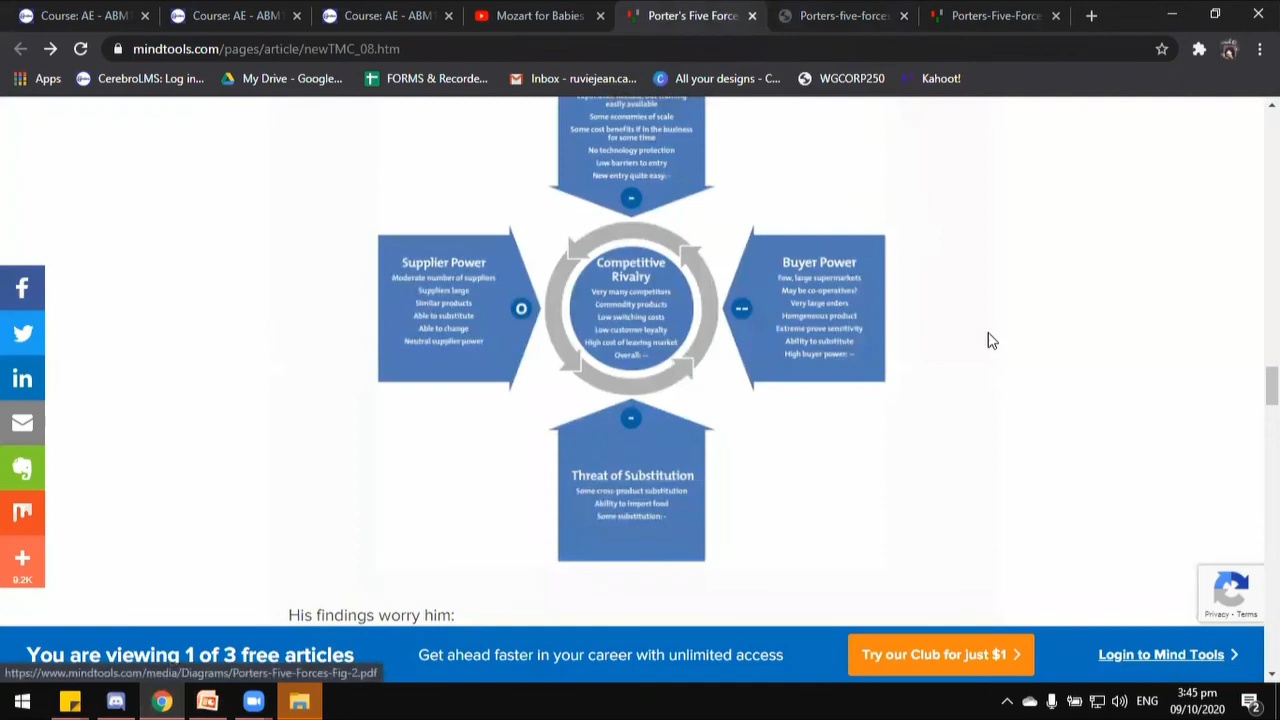 Course: AE - ABM1
Course: AE - ABM1
Course: AE - ABM1
Mozart for Babies
Porter's Five Force
Porters-five-forces
Porters-Five-Force
mindtools.com/pages/article/newTMC_08.htm
Apps
CerebroLMS: Log in...
My Drive - Google...
FORMS & Recorde...
Inbox - ruviejean.ca...
All your designs - C...
WGCORP250
Kahoot!
easily available
Some economies of scale
Some cost benefits if in the business
for some time
No technology protection
Low barriers to entry
New entry quite easy: -
-
Supplier Power
Moderate number of suppliers
Suppliers large
Similar products
Able to substitute
Able to change
Neutral supplier power
O
Competitive
Rivalry
Very many competitors
Commodity products
Low switching costs
Low customer loyalty
High cost of leaving market
Overall: --
--
Buyer Power
Few, large supermarkets
May be co-operatives?
Very large orders
Homgeneous product
Extreme prove sensitivity
Ability to substitute
High buyer power: --
-
Threat of Substitution
Some cross-product substitution
Ability to import food
Some substitution: -
9.2K
Privacy - Terms
His findings worry him:
You are viewing 1 of 3 free articles
Get ahead faster in your career with unlimited access
Try our Club for just $1
Login to Mind Tools
https://www.mindtools.com/media/Diagrams/Porters-Five-Forces-Fig-2.pdf
ENG
3:45 pm
09/10/2020
2